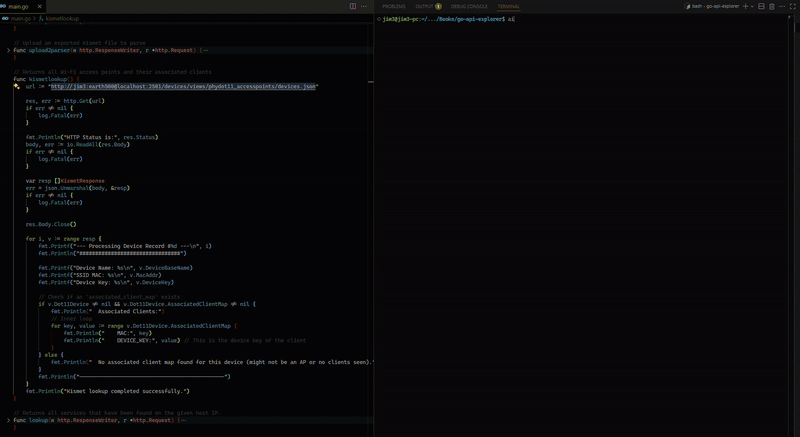 main.go
main.go > kismetlookup
}
// Upload an exported Kismet file to parse
func upload2parser(w http.ResponseWriter, r *http.Request) {
}
// Returns all Wi-Fi access points and their associated clients
func kismetlookup() {
url := "http://jim3:earth500@localhost:2501/devices/views/phydot11_accesspoints/devices.json"
res, err := http.Get(url)
if err ≠ nil {
log.Fatal(err)
}
fmt.Println("HTTP Status is:", res.Status)
body, err := io.ReadAll(res.Body)
if err ≠ nil {
log.Fatal(err)
}
var resp []KismetResponse
err = json.Unmarshal(body, &resp)
if err ≠ nil {
log.Fatal(err)
}
res.Body.Close()
for i, v := range resp {
fmt.Printf("--- Processing Device Record #%d ---\n", i)
fmt.Printf("Device Name: %s\n", v.DeviceBaseName)
fmt.Printf("SSID MAC: %s\n", v.MacAddr)
fmt.Printf("Device Key: %s\n", v.DeviceKey)
// Check if an 'associated_client_map' exists
if v.Dot11Device ≠ nil && v.Dot11Device.AssociatedClientMap ≠ nil {
fmt.Println("  Associated Clients:")
// inner loop
for key, value := range v.Dot11Device.AssociatedClientMap {
fmt.Println("    MAC:", key)
fmt.Println("    DEVICE_KEY:", value) // This is the device key of the client
}
} else {
fmt.Println("  No associated client map found for this device (might not be an AP or no clients seen).")
}
}
fmt.Println("Kismet lookup completed successfully.")
}
// Returns all services that have been found on the given host IP
func lookup(w http.ResponseWriter, r *http.Request) {
}
PROBLEMS OUTPUT DEBUG CONSOLE TERMINAL
bash - go-api-explorer
jim3@jim3-pc:~/.../Books/go-api-explorer$ ai